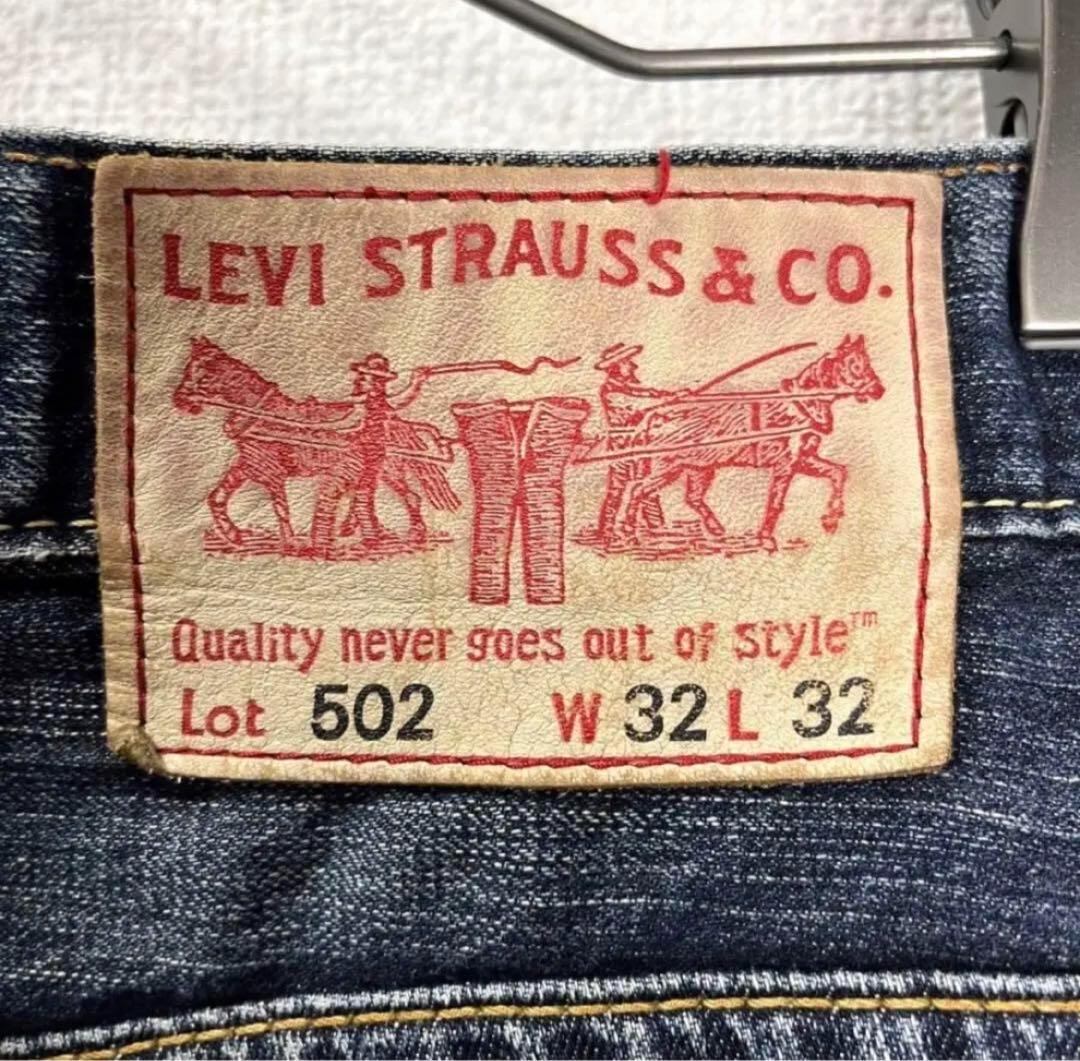 LEVI STRAUSS & CO.
Quality never goes out of style™
Lot 502 W 32 L 32